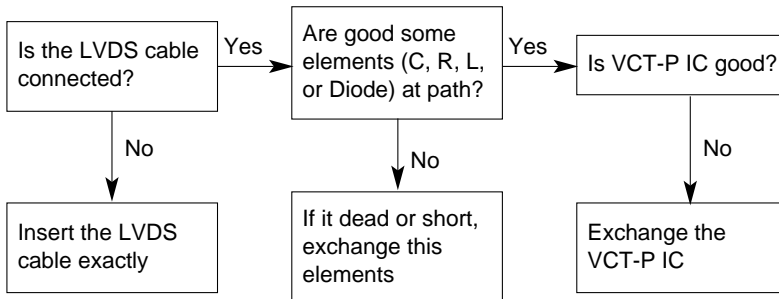 Is the LVDS cable
connected?
Yes
Are good some
elements (C, R, L,
or Diode) at path?
Yes
Is VCT-P IC good?
No
No
No
Insert the LVDS
cable exactly
If it dead or short,
exchange this
elements
Exchange the
VCT-P IC